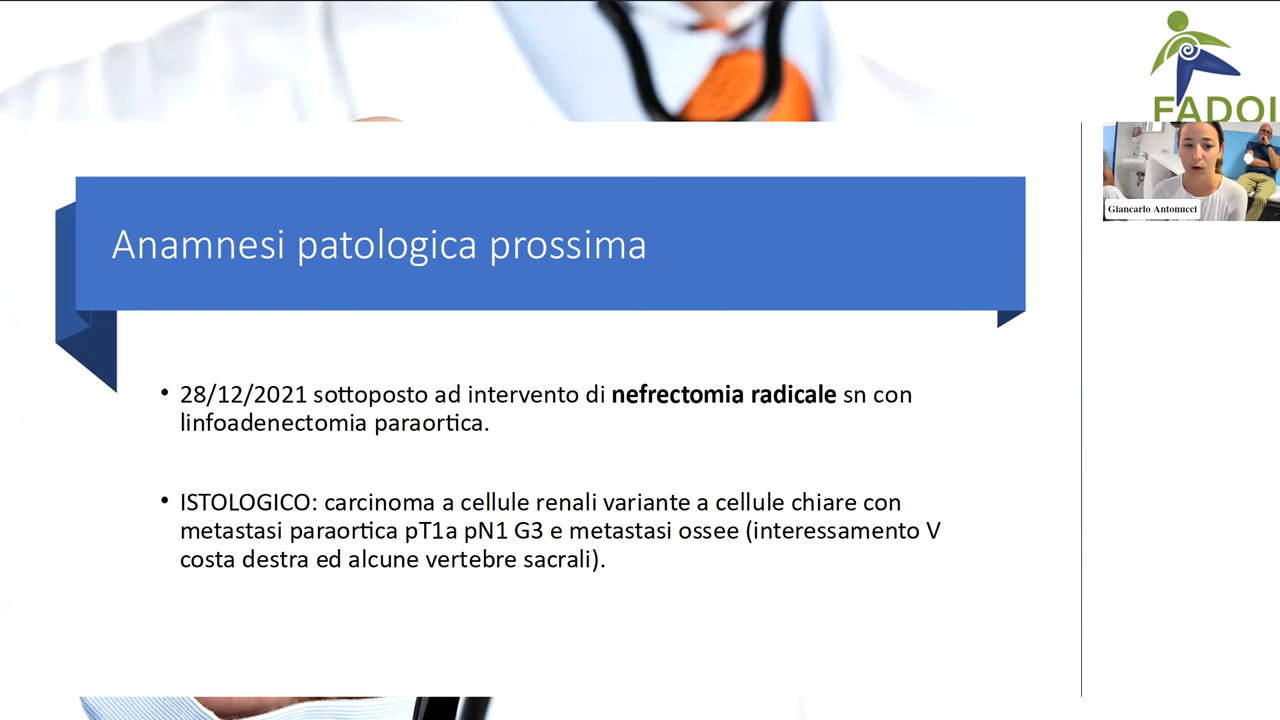 FADOI
Giancarlo Antonucci
Anamnesi patologica prossima
• 28/12/2021 sottoposto ad intervento di nefrectomia radicale sn con
linfoadenectomia paraortica.
• ISTOLOGICO: carcinoma a cellule renali variante a cellule chiare con
metastasi paraortica pT1a pN1 G3 e metastasi ossee (interessamento V
costa destra ed alcune vertebre sacrali).